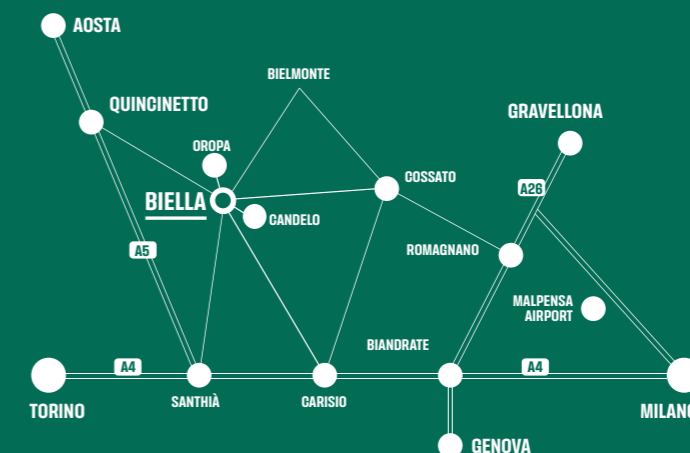 AOSTA
BIELMONTE
QUINCINETTO
GRAVELLONA
OROPA
COSSATO
A26
BIELLA
CANDELO
A5
ROMAGNANO
MALPENSA
AIRPORT
BIANDRATE
A4
A4
SANTHIÀ
CARISIO
TORINO
MILANO
GENOVA